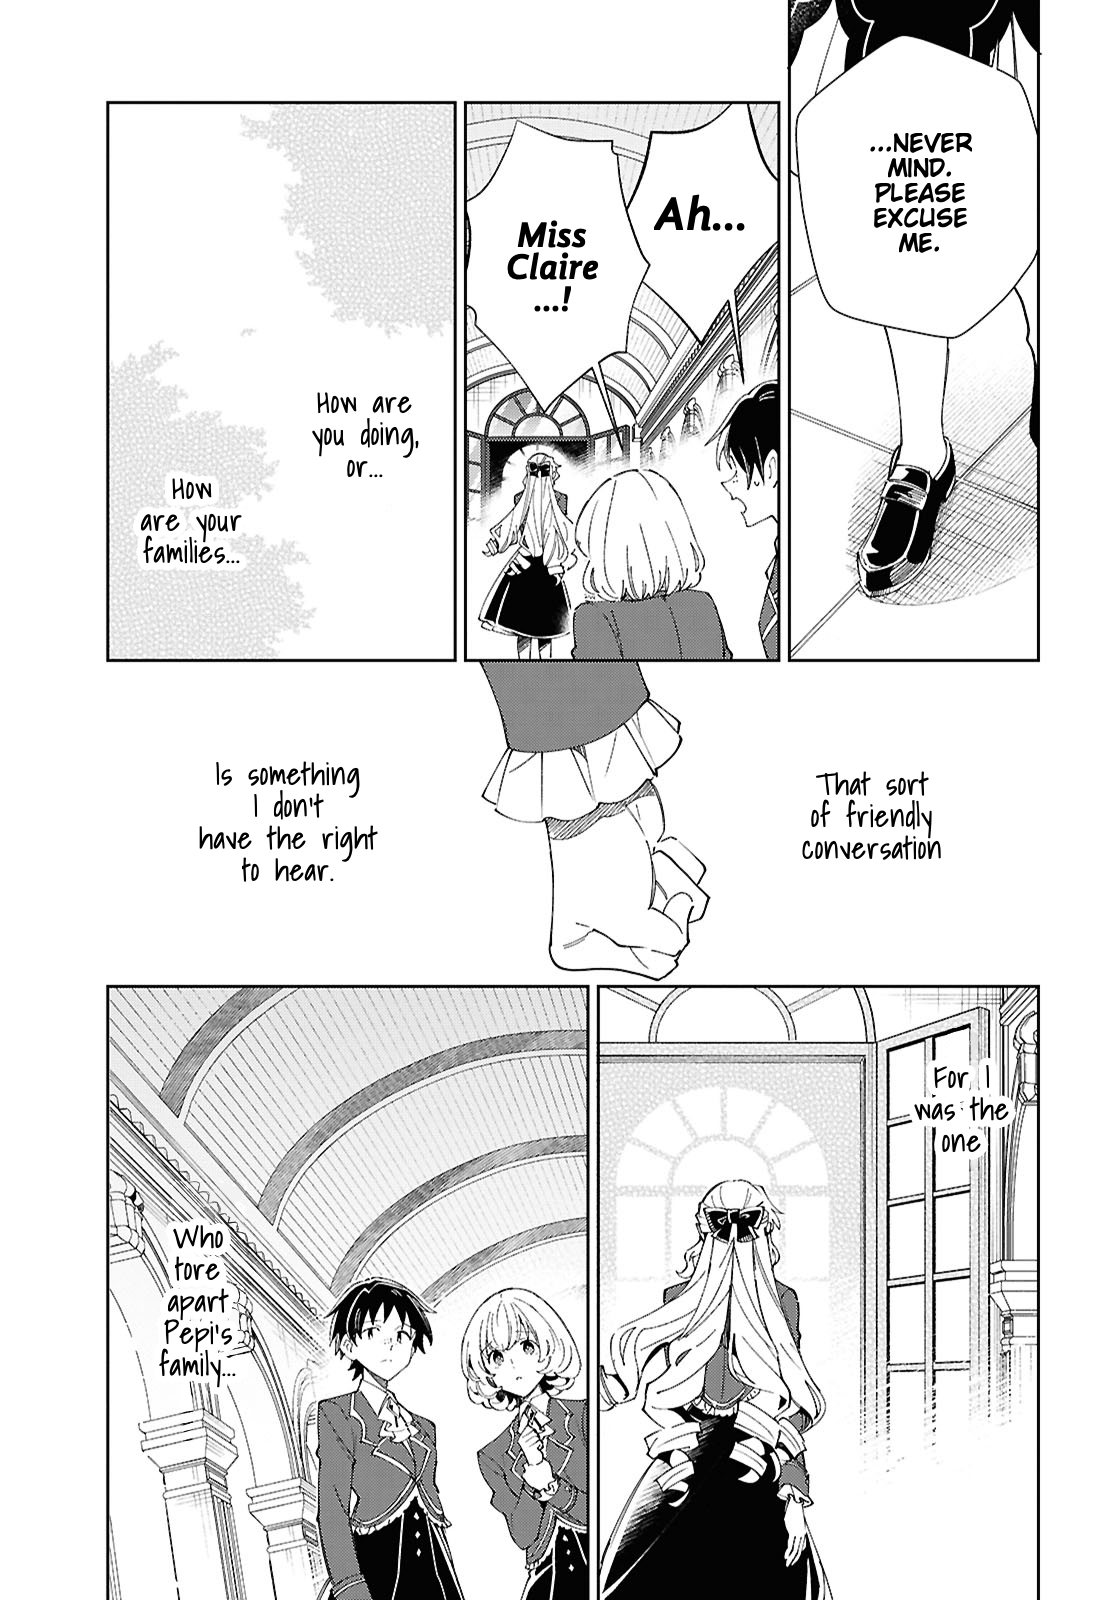 ...NEVER
MIND.
PLEASE
EXCUSE
ME.
Ah...
Miss
Claire
...!
How are
you doing,
or...
How
are your
families...
That sort
of friendly
conversation
Is something
I don't
have the right
to hear.
For I
was the
one
Who
tore
apart
Pepi's
family...